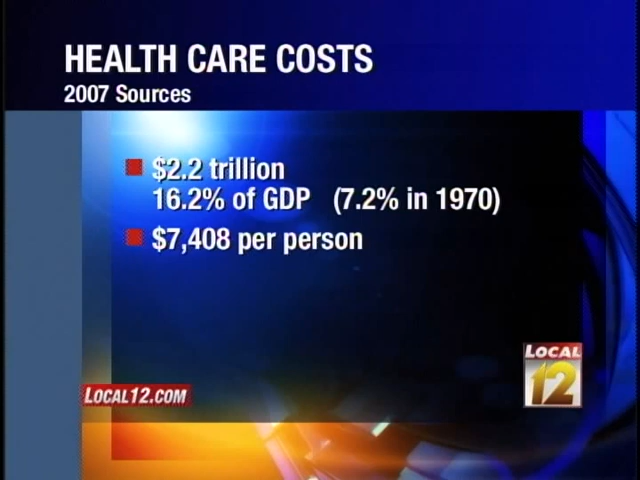 HEALTH CARE COSTS
2007 Sources
$2.2 trillion
16.2% of GDP (7.2% in 1970)
$7,408 per person
LOCAL
12
LOCAL12.COM